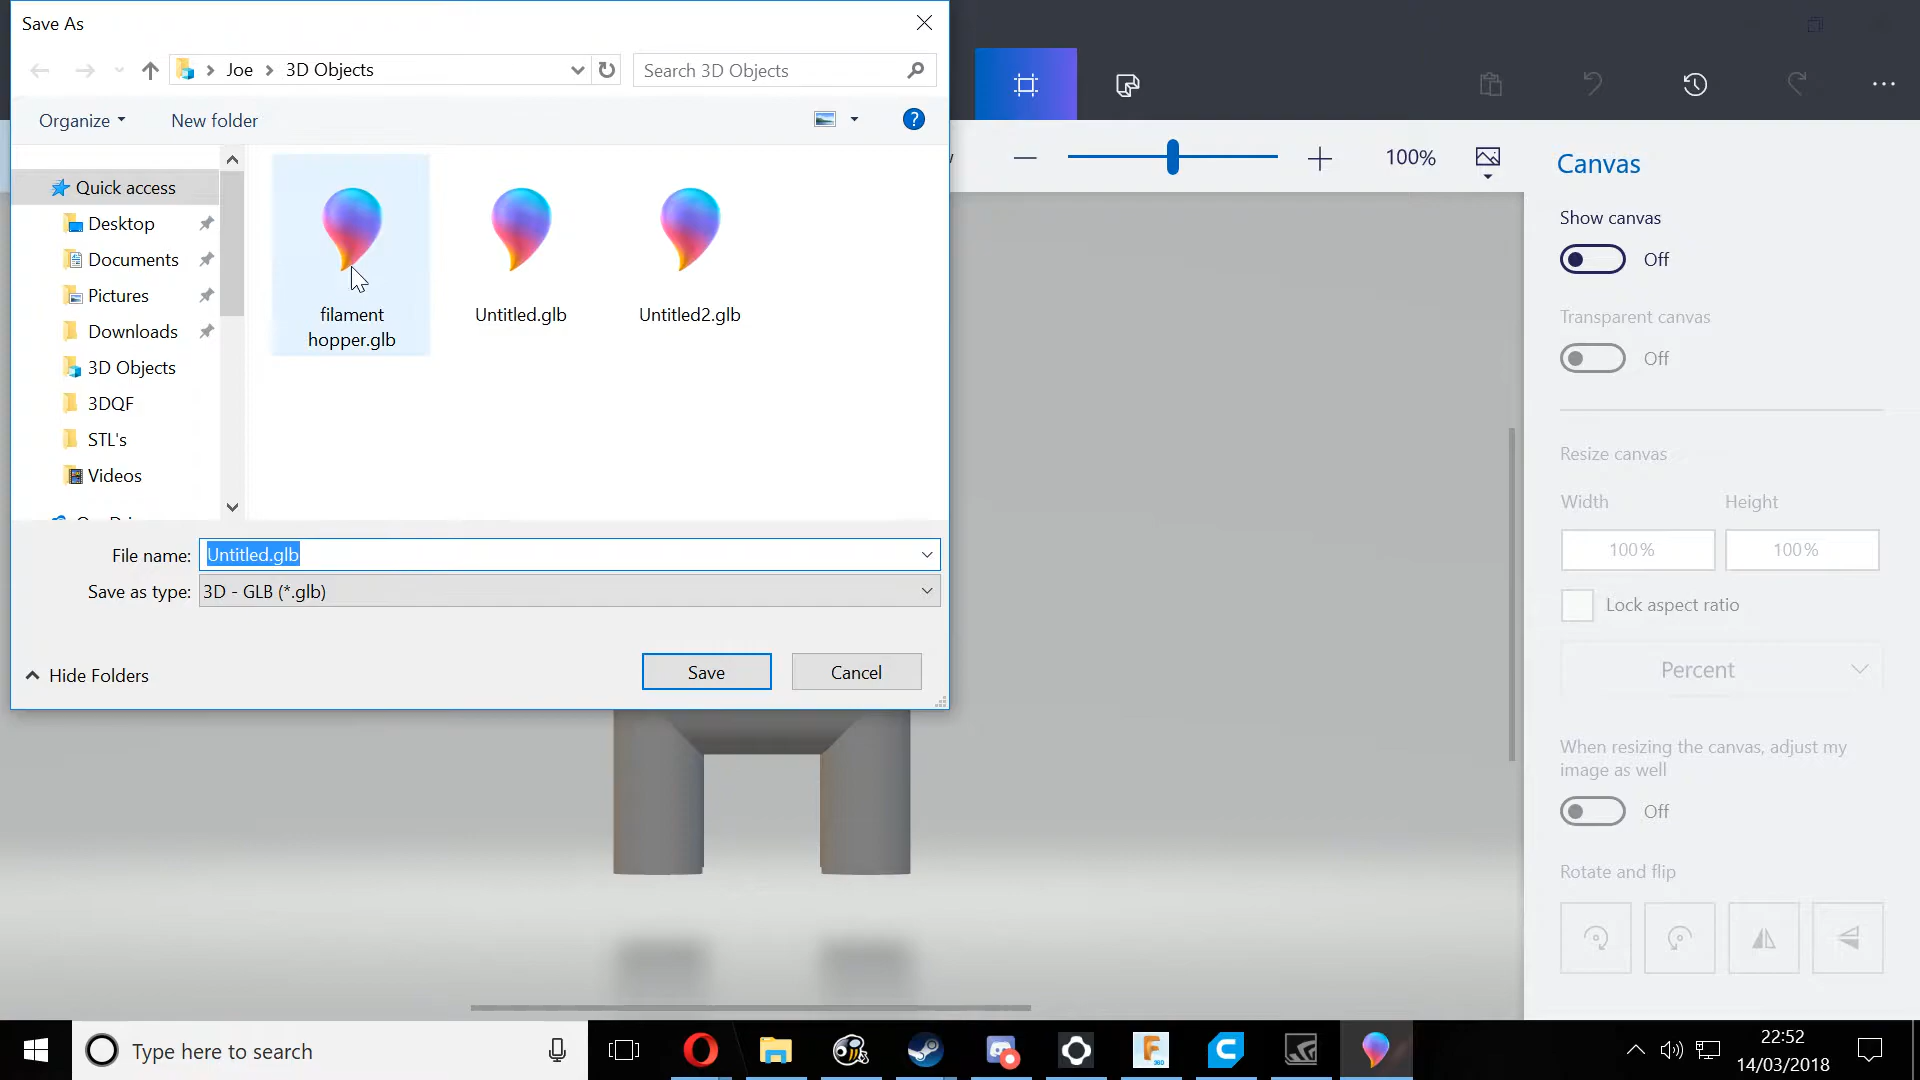 Save As
Joe
3D Objects
Search 3D Objects
Organize
New folder
?
Quick access
Desktop
Documents
Pictures
Downloads
3D Objects
3DQF
STL's
Videos
filament
hopper.glb
Untitled.glb
Untitled2.glb
File name:
Untitled.glb
Save as type:
3D - GLB (*.glb)
Hide Folders
Save
Cancel
100%
Canvas
Show canvas
Off
Transparent canvas
Off
Resize canvas
Width
Height
100%
100%
Lock aspect ratio
Percent
When resizing the canvas, adjust my
image as well
Off
Rotate and flip
Type here to search
22:52
14/03/2018